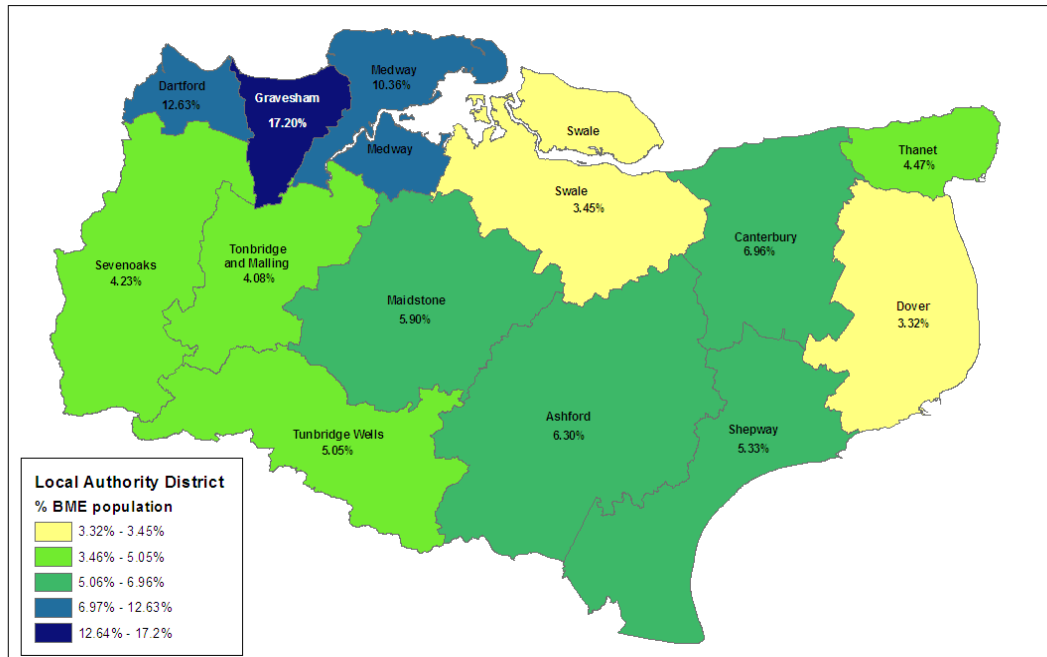 Medway
10.36%
Dartford
12.63%
Gravesham
17.20%
Swale
Medway
Thanet
4.47%
Swale
3.45%
Canterbury
6.96%
Tonbridge
and Malling
4.08%
Sevenoaks
4.23%
Maidstone
5.90%
Dover
3.32%
Ashford
6.30%
Shepway
5.33%
Tunbridge Wells
5.05%
Local Authority District
% BME population
3.32% - 3.45%
3.46% - 5.05%
5.06% - 6.96%
6.97% - 12.63%
12.64% - 17.2%